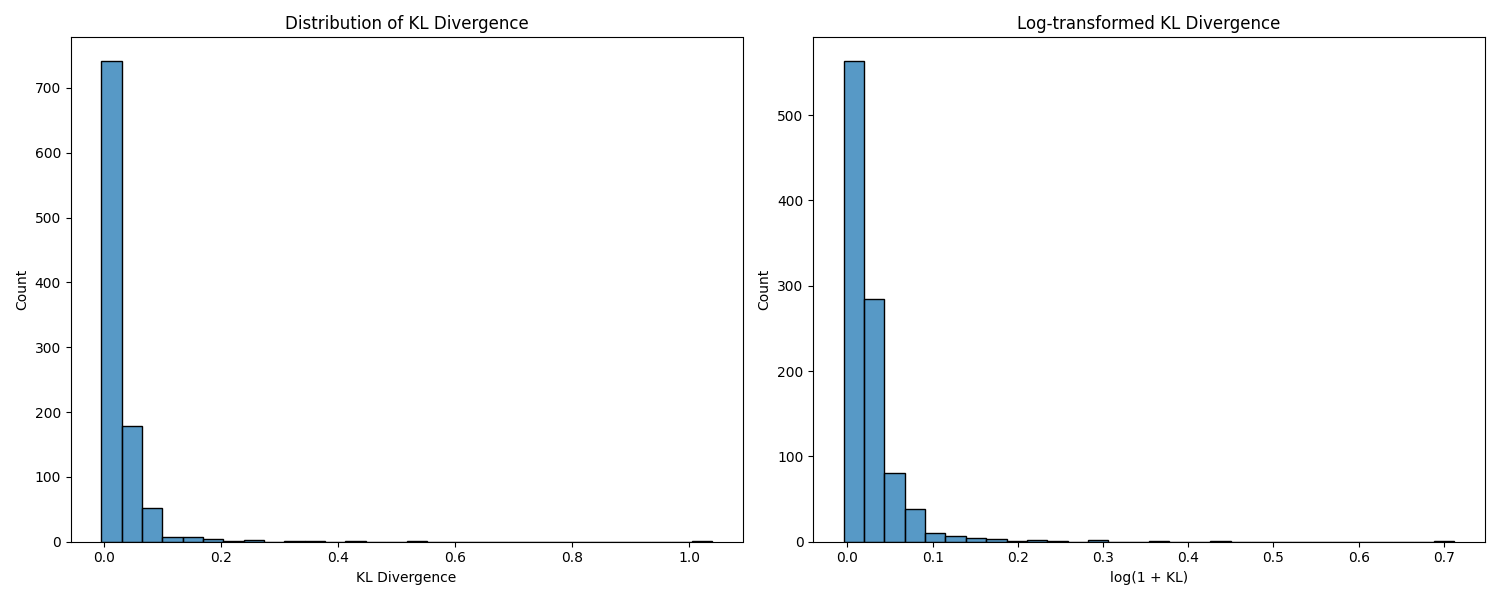 Distribution of KL Divergence
Count
700
600
500
400
300
200
100
0
0.0 0.2 0.4 0.6 0.8 1.0
KL Divergence
Log-transformed KL Divergence
Count
500
400
300
200
100
0
0.0 0.1 0.2 0.3 0.4 0.5 0.6 0.7
log(1 + KL)